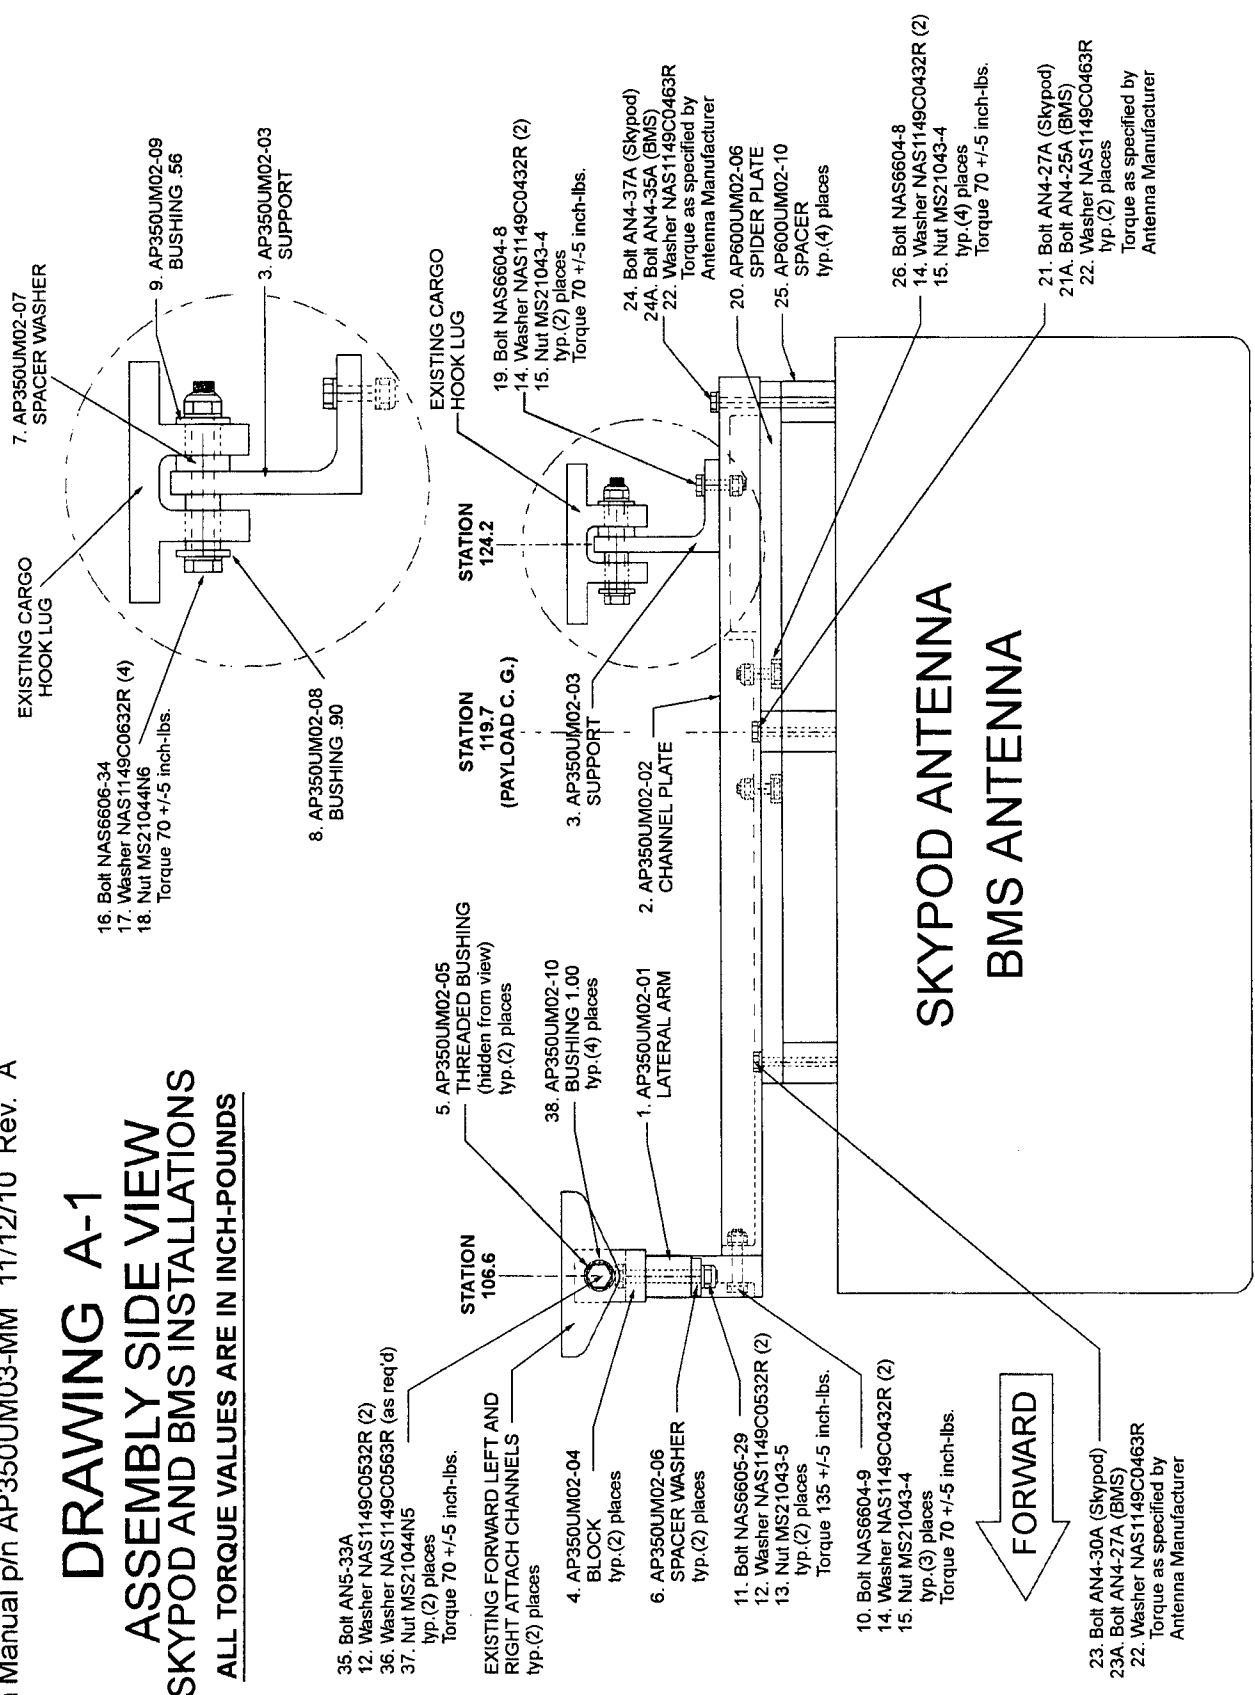 Manual p/n AP350UM03-MM 11/12/10 Rev. A
DRAWING A-1
ASSEMBLY SIDE VIEW
SKYPOD AND BMS INSTALLATIONS
ALL TORQUE VALUES ARE IN INCH-POUNDS
EXISTING CARGO
HOOK LUG
7. AP350UM02-07
SPACER WASHER
9. AP350UM02-09
BUSHING .56
3. AP350UM02-03
SUPPORT
16. Bolt NAS6606-34
17. Washer NAS1149C0632R (4)
18. Nut MS21044N6
Torque 70 +/-5 inch-lbs.
8. AP350UM02-08
BUSHING .90
35. Bolt AN5-33A
12. Washer NAS1149C0532R (2)
36. Washer NAS1149C0563R (as req'd)
37. Nut MS21044N5
typ.(2) places
Torque 70 +/-5 inch-lbs.
EXISTING FORWARD LEFT AND
RIGHT ATTACH CHANNELS
typ.(2) places
4. AP350UM02-04
BLOCK
typ.(2) places
6. AP350UM02-06
SPACER WASHER
typ.(2) places
11. Bolt NAS6605-29
12. Washer NAS1149C0532R (2)
13. Nut MS21043-5
typ.(2) places
Torque 135 +/-5 inch-lbs.
10. Bolt NAS6604-9
14. Washer NAS1149C0432R (2)
15. Nut MS21043-4
typ.(3) places
Torque 70 +/-5 inch-lbs.
FORWARD
23. Bolt AN4-30A (Skypod)
23A. Bolt AN4-27A (BMS)
22. Washer NAS1149C0463R
Torque as specified by
Antenna Manufacturer
STATION
106.6
5. AP350UM02-05
THREADED BUSHING
(hidden from view)
typ.(2) places
38. AP350UM02-10
BUSHING 1.00
typ.(4) places
1. AP350UM02-01
LATERAL ARM
STATION
119.7
(PAYLOAD C. G.)
3. AP350UM02-03
SUPPORT
2. AP350UM02-02
CHANNEL PLATE
STATION
124.2
EXISTING CARGO
HOOK LUG
19. Bolt NAS6604-8
14. Washer NAS1149C0432R (2)
15. Nut MS21043-4
typ.(2) places
Torque 70 +/-5 inch-lbs.
24. Bolt AN4-37A (Skypod)
24A. Bolt AN4-35A (BMS)
22. Washer NAS1149C0463R
Torque as specified by
Antenna Manufacturer
20. AP600UM02-06
SPIDER PLATE
25. AP600UM02-10
SPACER
typ.(4) places
26. Bolt NAS6604-8
14. Washer NAS1149C0432R (2)
15. Nut MS21043-4
typ.(4) places
Torque 70 +/-5 inch-lbs.
21. Bolt AN4-27A (Skypod)
21A. Bolt AN4-25A (BMS)
22. Washer NAS1149C0463R
typ.(2) places
Torque as specified by
Antenna Manufacturer
SKYPOD ANTENNA
BMS ANTENNA